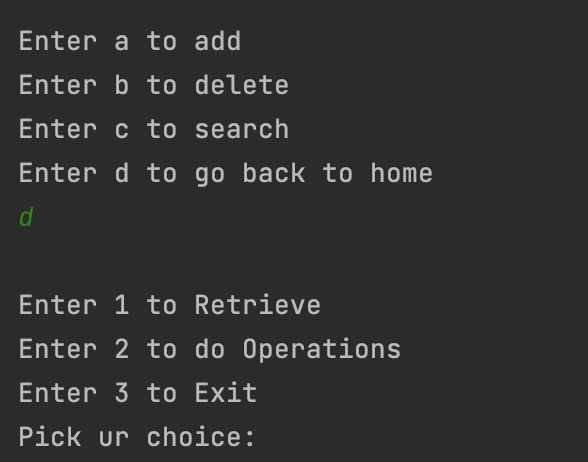 Enter a to add
Enter b to delete
Enter c to search
Enter d to go back to home
d
Enter 1 to Retrieve
Enter 2 to do Operations
Enter 3 to Exit
Pick ur choice: